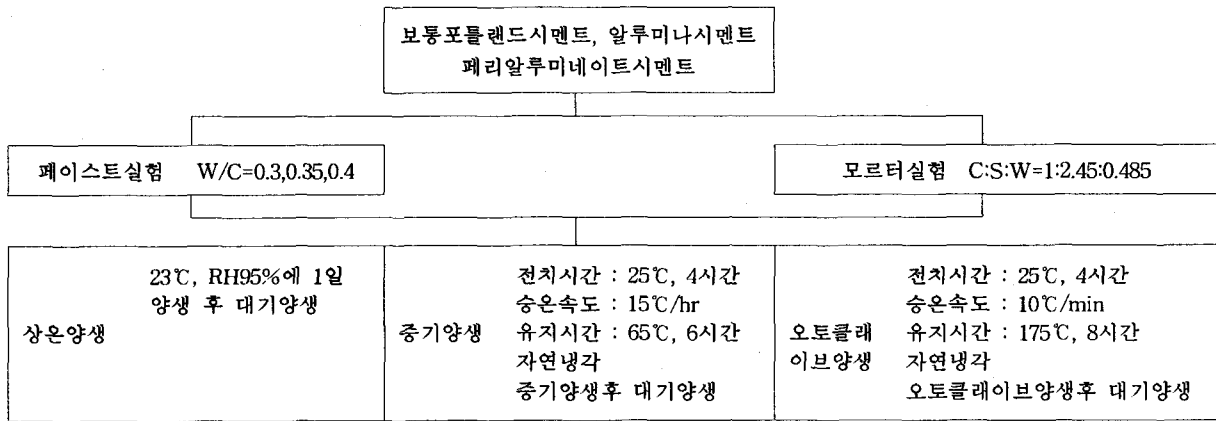 보통포틀랜드시멘트, 알루미나시멘트
페리알루미네이트시멘트
페이스트실험 W/C=0.3,0.35,0.4
모르터실험 C:S:W=1:2.45:0.485
상온양생
23℃, RH95%에 1일
양생 후 대기양생
증기양생
전치시간 : 25℃, 4시간
승온속도 : 15℃/hr
유지시간 : 65℃, 6시간
자연냉각
증기양생후 대기양생
오토클래
이브양생
전치시간 : 25℃, 4시간
승온속도 : 10℃/min
유지시간 : 175℃, 8시간
자연냉각
오토클래이브양생후 대기양생